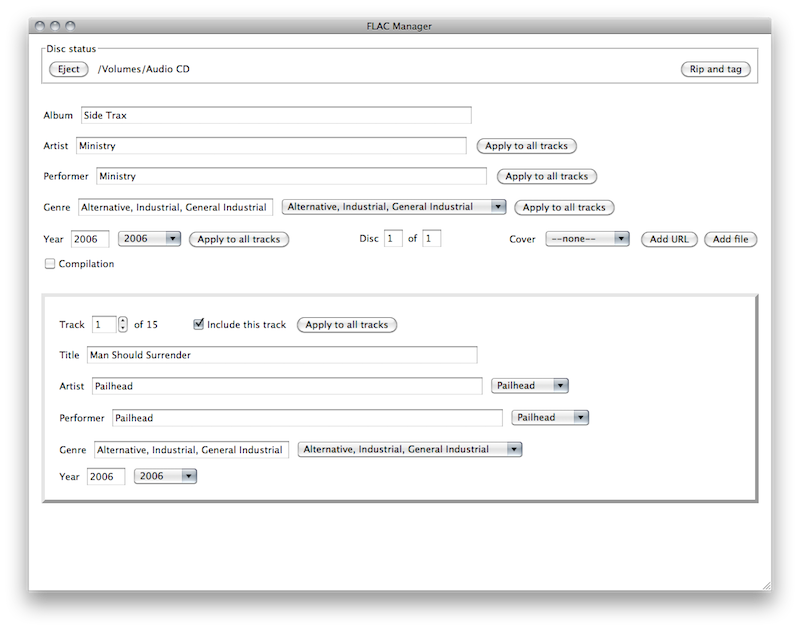 FLAC Manager
Disc status
Eject /Volumes/Audio CD Rip and tag
Album Side Trax
Artist Ministry Apply to all tracks
Performer Ministry Apply to all tracks
Genre Alternative, Industrial, General Industrial Alternative, Industrial, General Industrial Apply to all tracks
Year 2006 2006 Apply to all tracks Disc 1 of 1 Cover --none-- Add URL Add file
Compilation
Track 1 of 15 Include this track Apply to all tracks
Title Man Should Surrender
Artist Pailhead Pailhead
Performer Pailhead Pailhead
Genre Alternative, Industrial, General Industrial Alternative, Industrial, General Industrial
Year 2006 2006